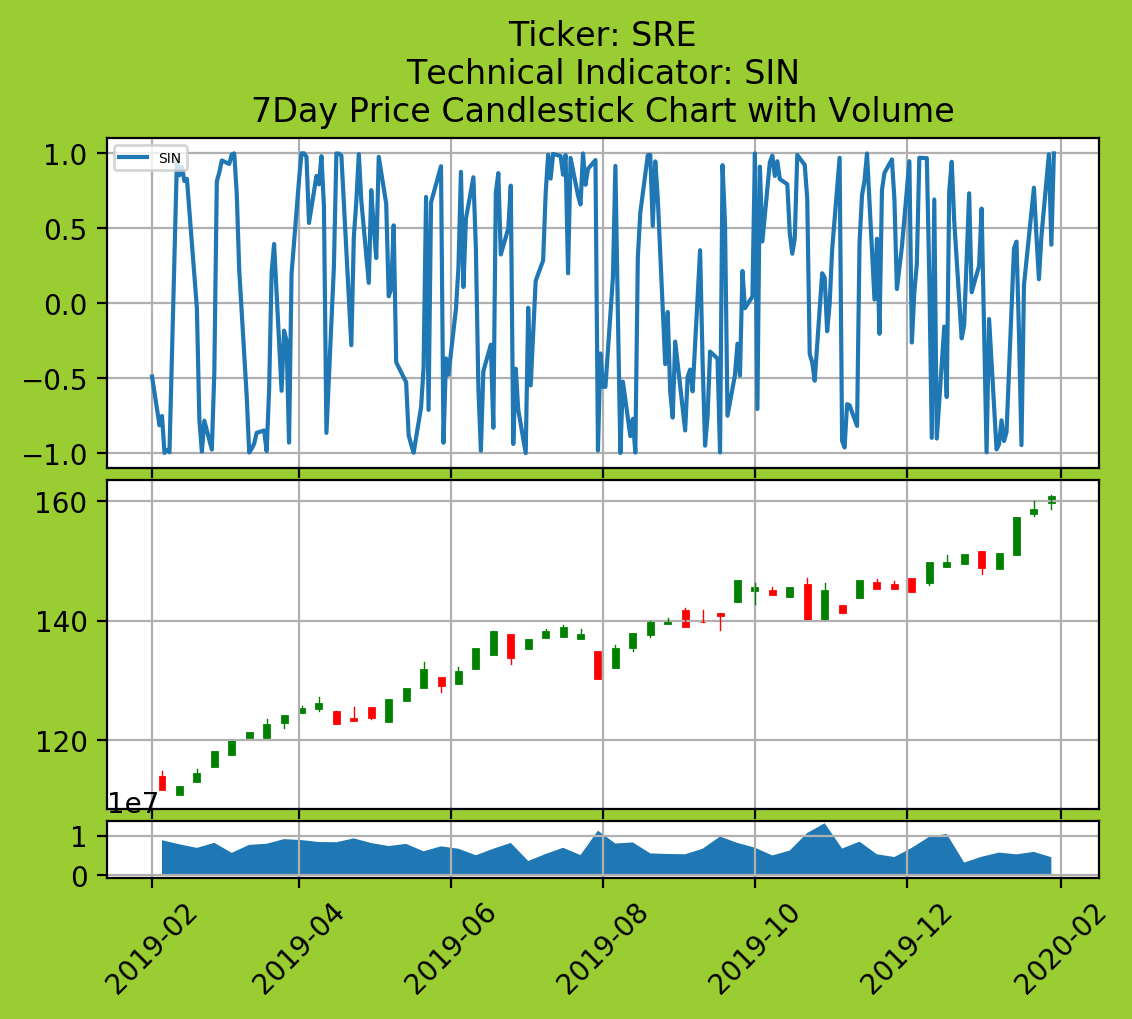 Ticker: SRE
Technical Indicator: SIN
7Day Price Candlestick Chart with Volume
SIN
1.0
0.5
0.0
−0.5
−1.0
160
140
120
1e7
1
0
2019-02 2019-04 2019-06 2019-08 2019-10 2019-12 2020-02